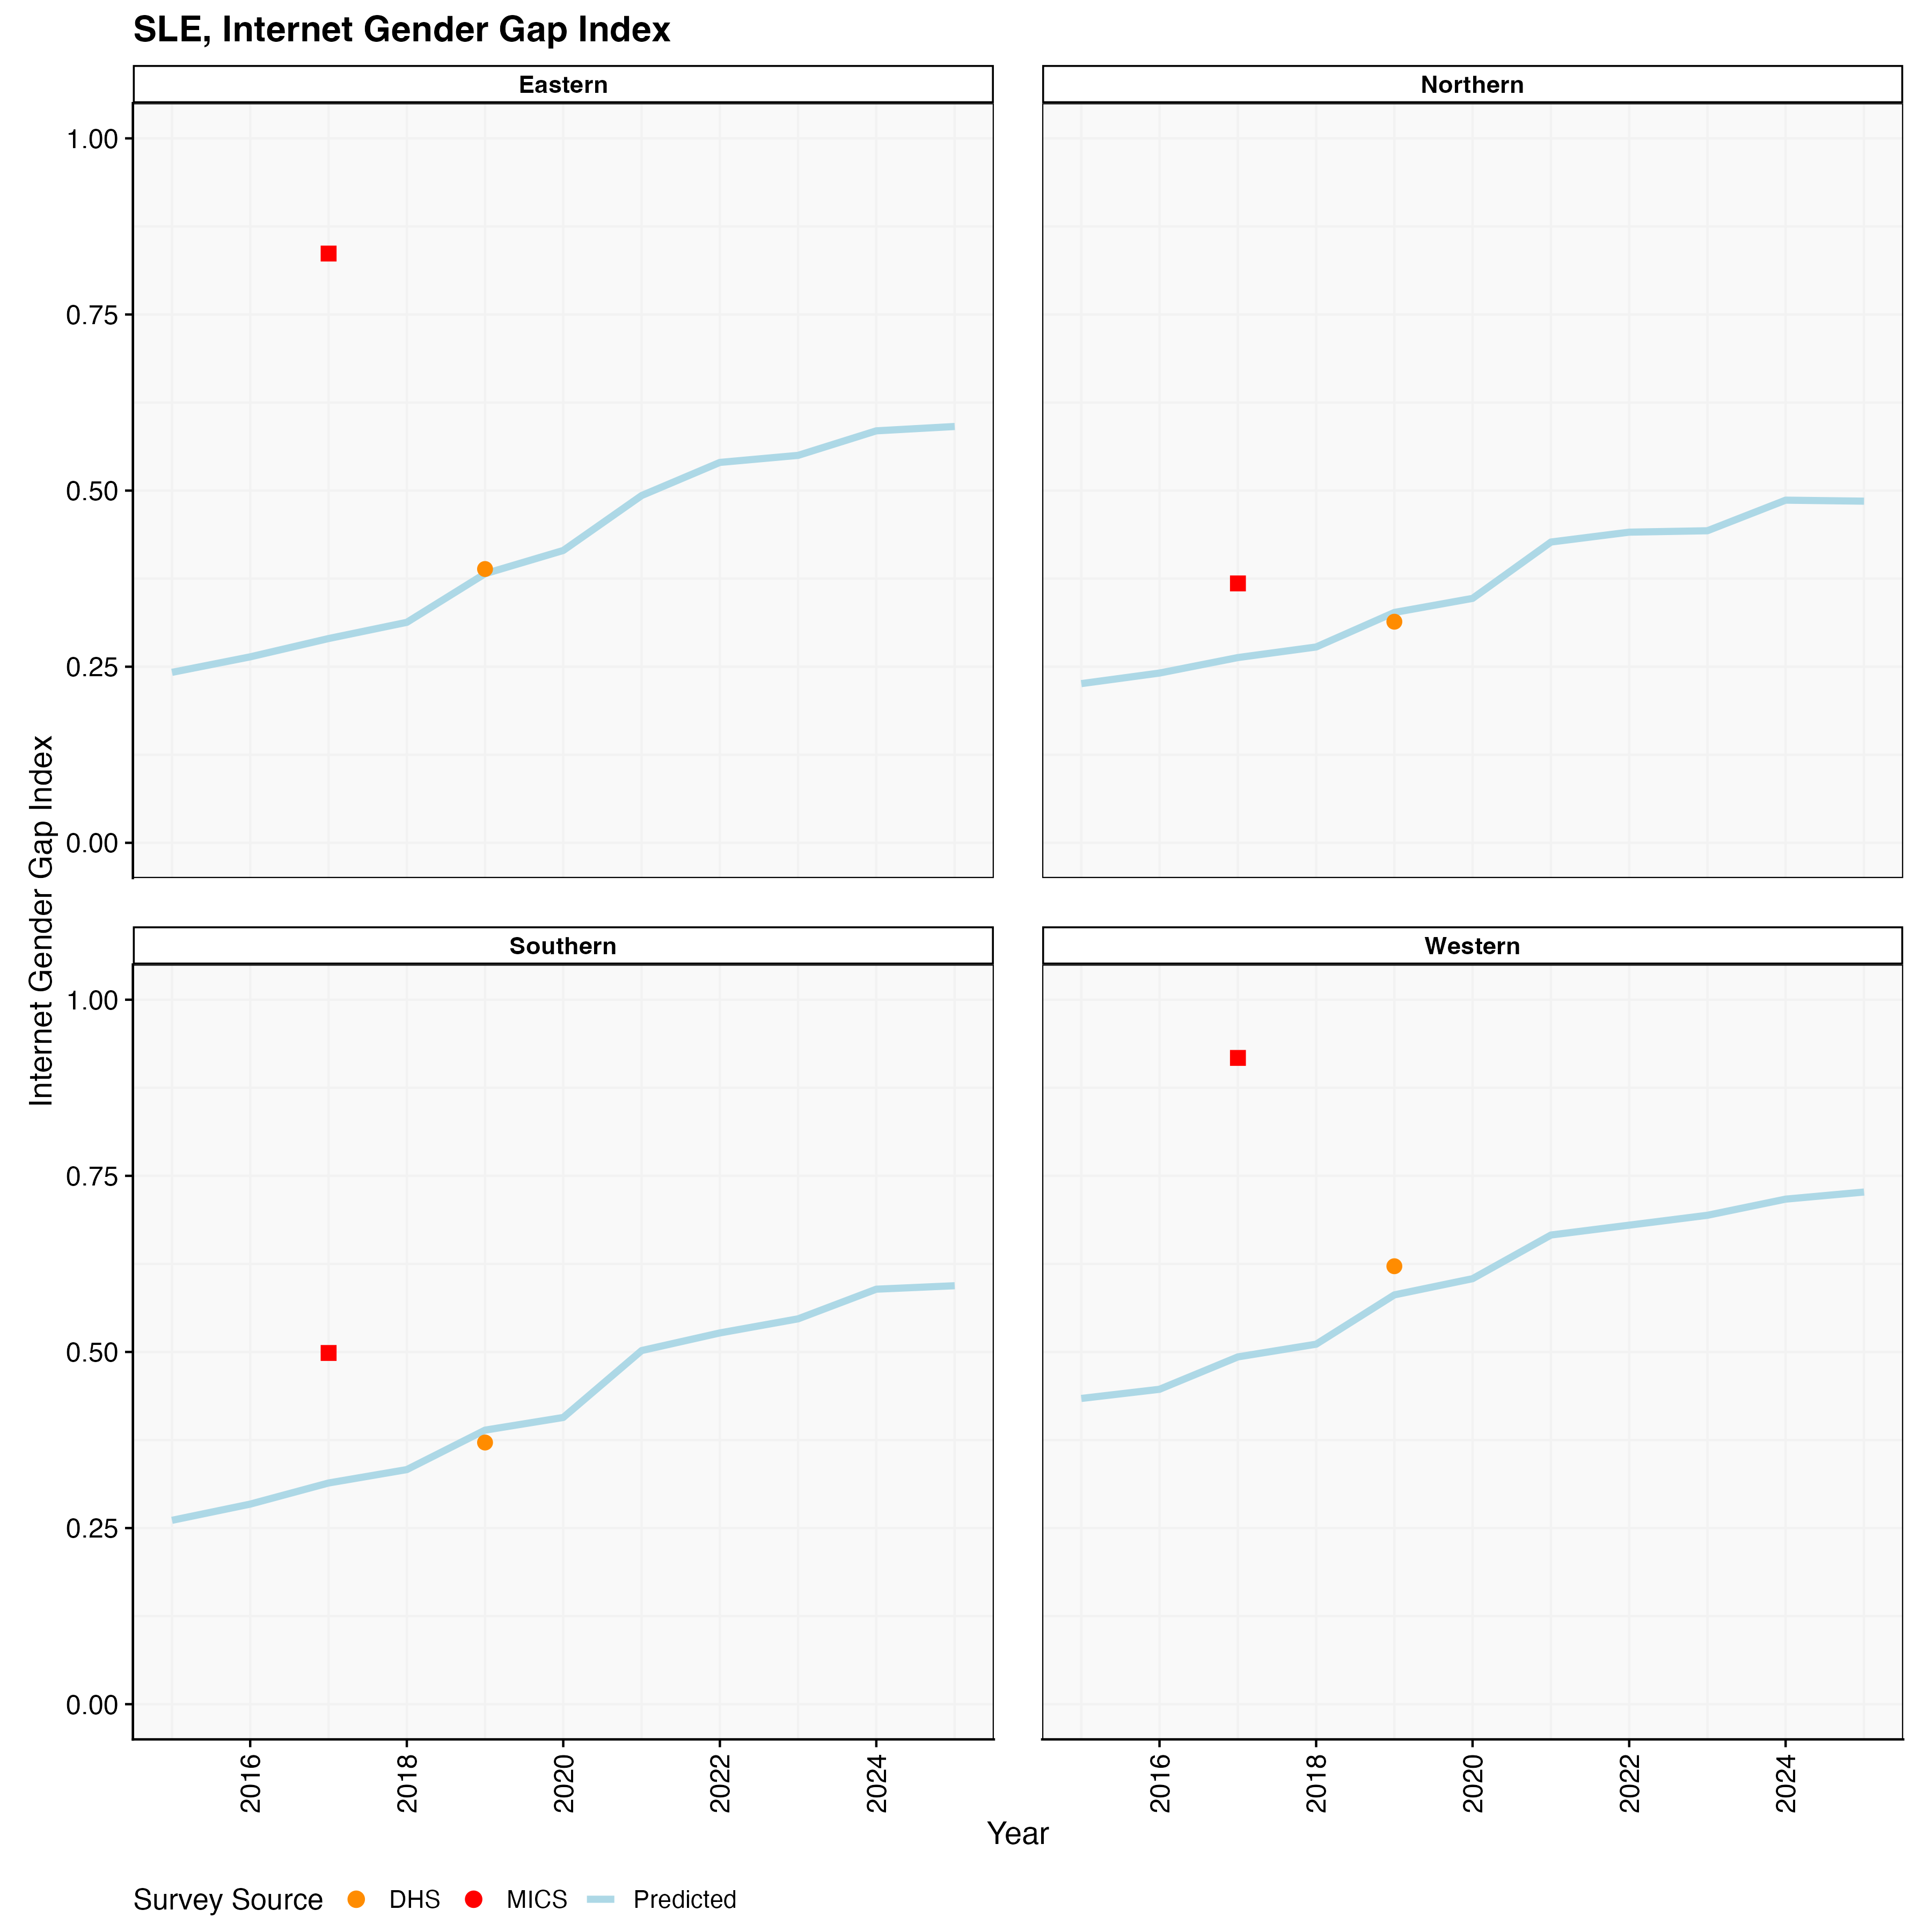 SLE, Internet Gender Gap Index
Eastern
Northern
1.00
0.75
0.50
0.25
0.00
Internet Gender Gap Index
Southern
Western
1.00
0.75
0.50
0.25
0.00
2016 2018 2020 2022 2024
2016 2018 2020 2022 2024
Year
Survey Source DHS MICS Predicted